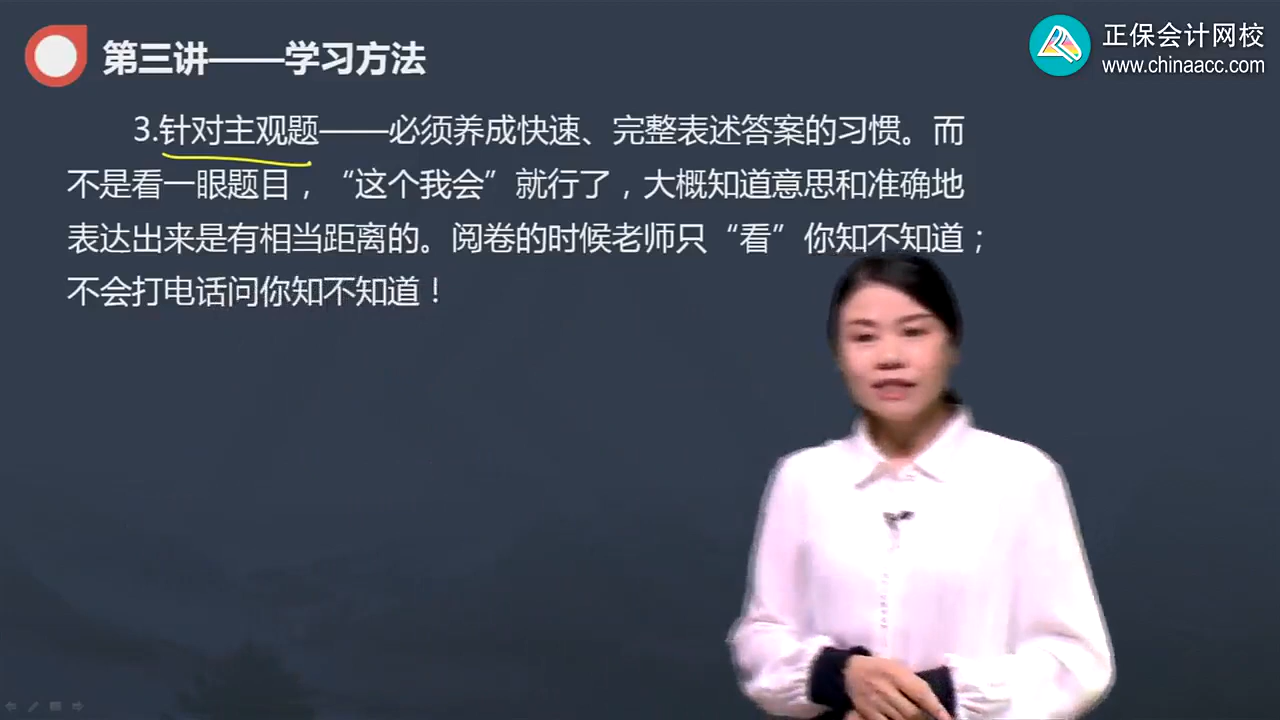 第三讲——学习方法
正保会计网校
www.chinaacc.com
3.针对主观题——必须养成快速、完整表述答案的习惯。而
不是看一眼题目，“这个我会”就行了，大概知道意思和准确地
表达出来是有相当距离的。阅卷的时候老师只“看”你知不知道；
不会打电话问你知不知道！